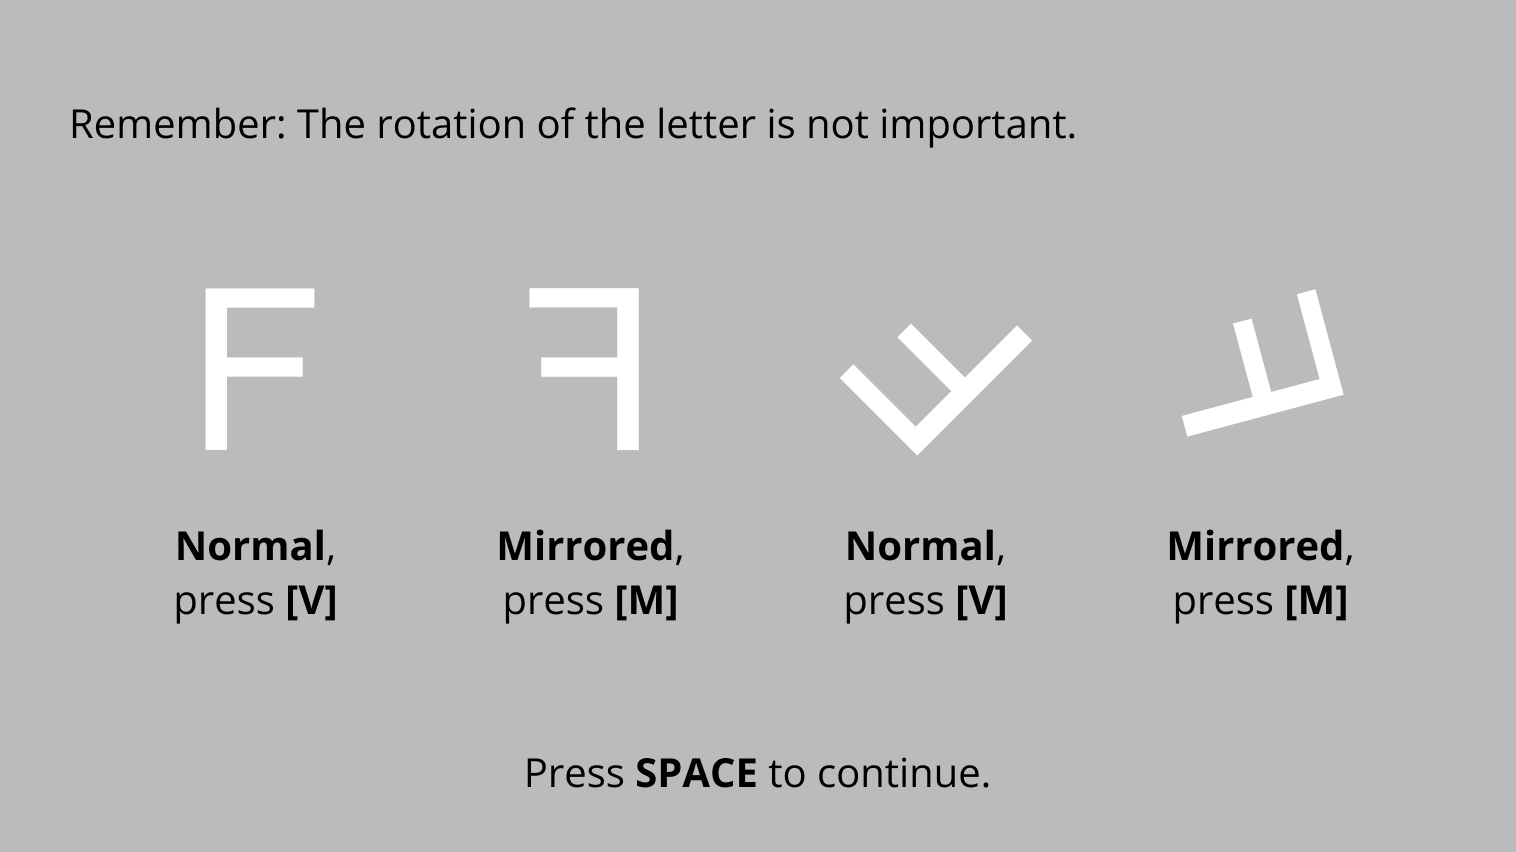 Remember: The rotation of the letter is not important.
F
Normal,
press [V]
Mirrored,
press [M]
Normal,
press [V]
Mirrored,
press [M]
Press SPACE to continue.